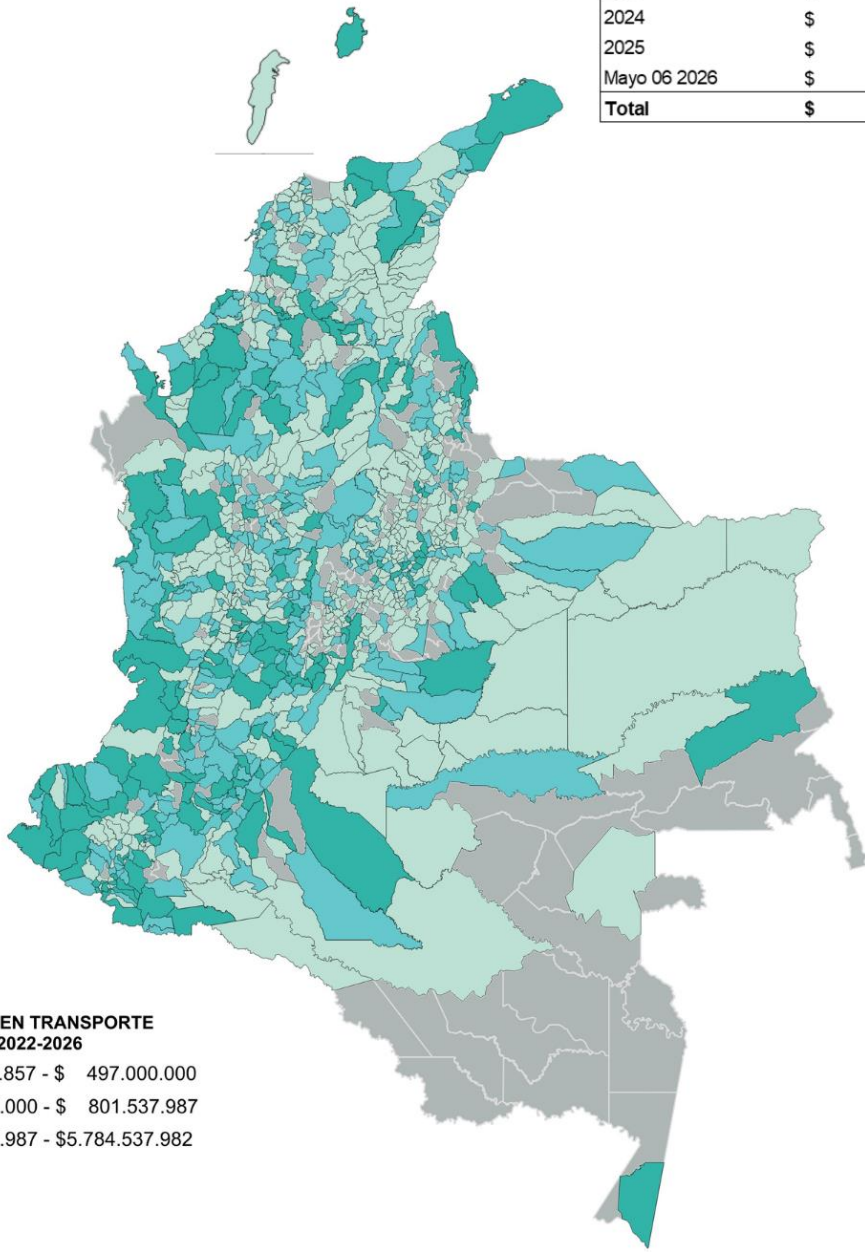 2024 $
2025 $
Mayo 06 2026 $
Total $
EN TRANSPORTE
2022-2026
.857 - $ 497.000.000
.000 - $ 801.537.987
.987 - $5.784.537.982